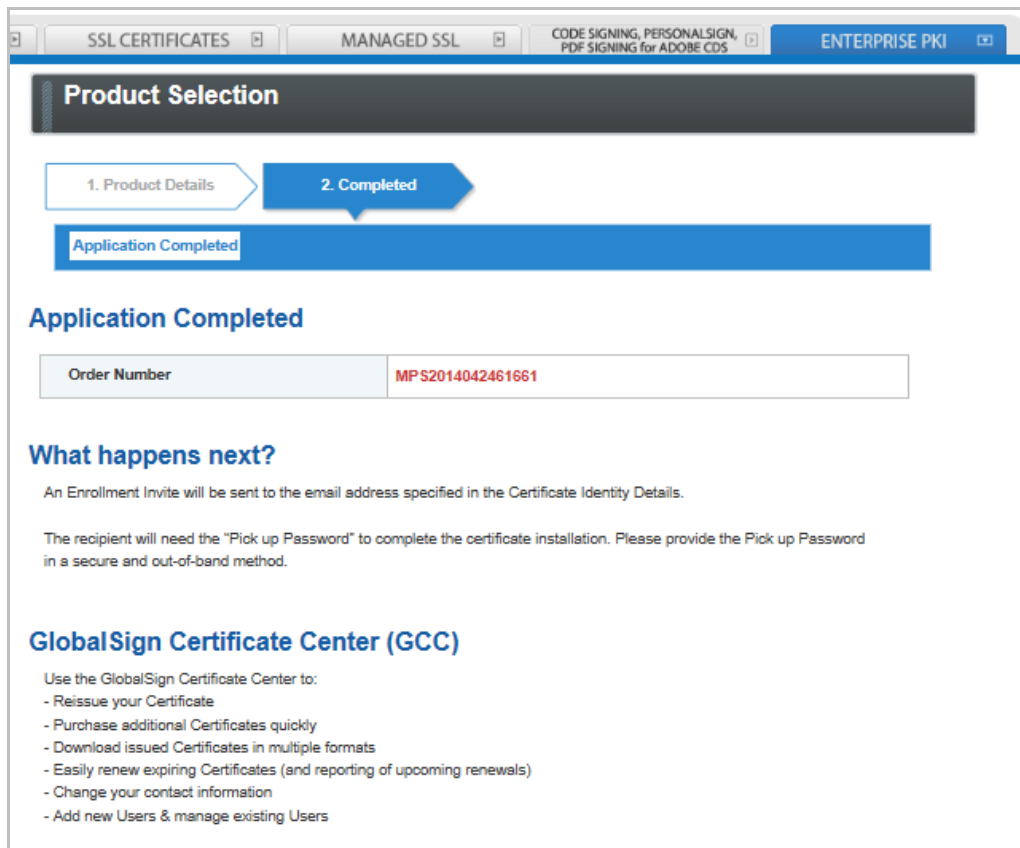 SSL CERTIFICATES
MANAGED SSL
CODE SIGNING, PERSONALSIGN,
PDF SIGNING for ADOBE CDS
ENTERPRISE PKI
Product Selection
1. Product Details
2. Completed
Application Completed
Application Completed
Order Number
MPS2014042461661
What happens next?
An Enrollment Invite will be sent to the email address specified in the Certificate Identity Details.
The recipient will need the “Pick up Password” to complete the certificate installation. Please provide the Pick up Password
in a secure and out-of-band method.
GlobalSign Certificate Center (GCC)
Use the GlobalSign Certificate Center to:
- Reissue your Certificate
- Purchase additional Certificates quickly
- Download issued Certificates in multiple formats
- Easily renew expiring Certificates (and reporting of upcoming renewals)
- Change your contact information
- Add new Users & manage existing Users